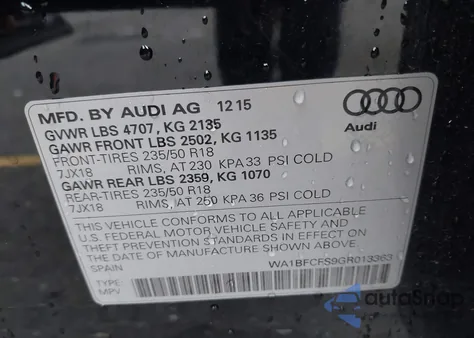 MFD. BY AUDI AG 12 15
GVWR LBS 4707, KG 2135
GAWR FRONT LBS 2502, KG 1135
FRONT-TIRES 235/50 R18
7JX18 RIMS, AT 230 KPA 33 PSI COLD
GAWR REAR LBS 2359, KG 1070
REAR-TIRES 235/50 R18
7JX18 RIMS, AT 250 KPA 36 PSI COLD
Audi
THIS VEHICLE CONFORMS TO ALL APPLICABLE
U.S. FEDERAL MOTOR VEHICLE SAFETY AND
THEFT PREVENTION STANDARDS IN EFFECT ON
THE DATE OF MANUFACTURE SHOWN ABOVE.
SPAIN WA1BFCFS9GR013363
TYPE:
MPV
autoSnap